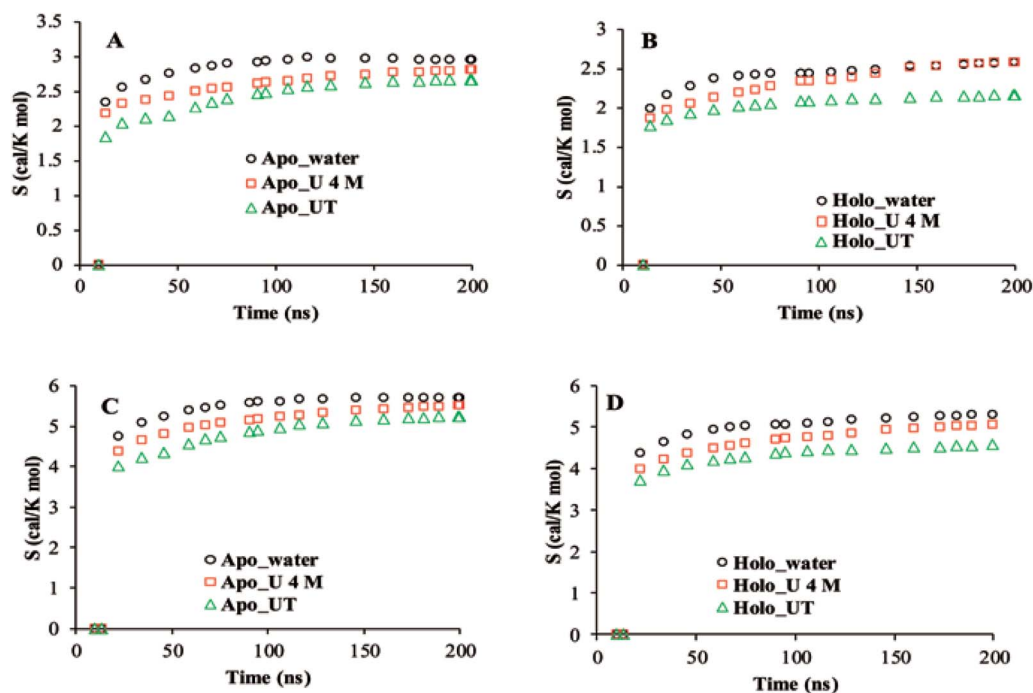 A
S (cal/K mol)
3.5
3
2.5
2
1.5
1
0.5
0
Apo_water
Apo_U 4 M
Apo_UT
0 50 100 150 200
Time (ns)
B
S (cal/K mol)
3
2.5
2
1.5
1
0.5
0
Holo_water
Holo_U 4 M
Holo_UT
0 50 100 150 200
Time (ns)
C
S (cal/K mol)
6
5
4
3
2
1
0
Apo_water
Apo_U 4 M
Apo_UT
0 50 100 150 200
Time (ns)
D
S (cal/K mol)
6
5
4
3
2
1
0
Holo_water
Holo_U 4 M
Holo_UT
0 50 100 150 200
Time (ns)